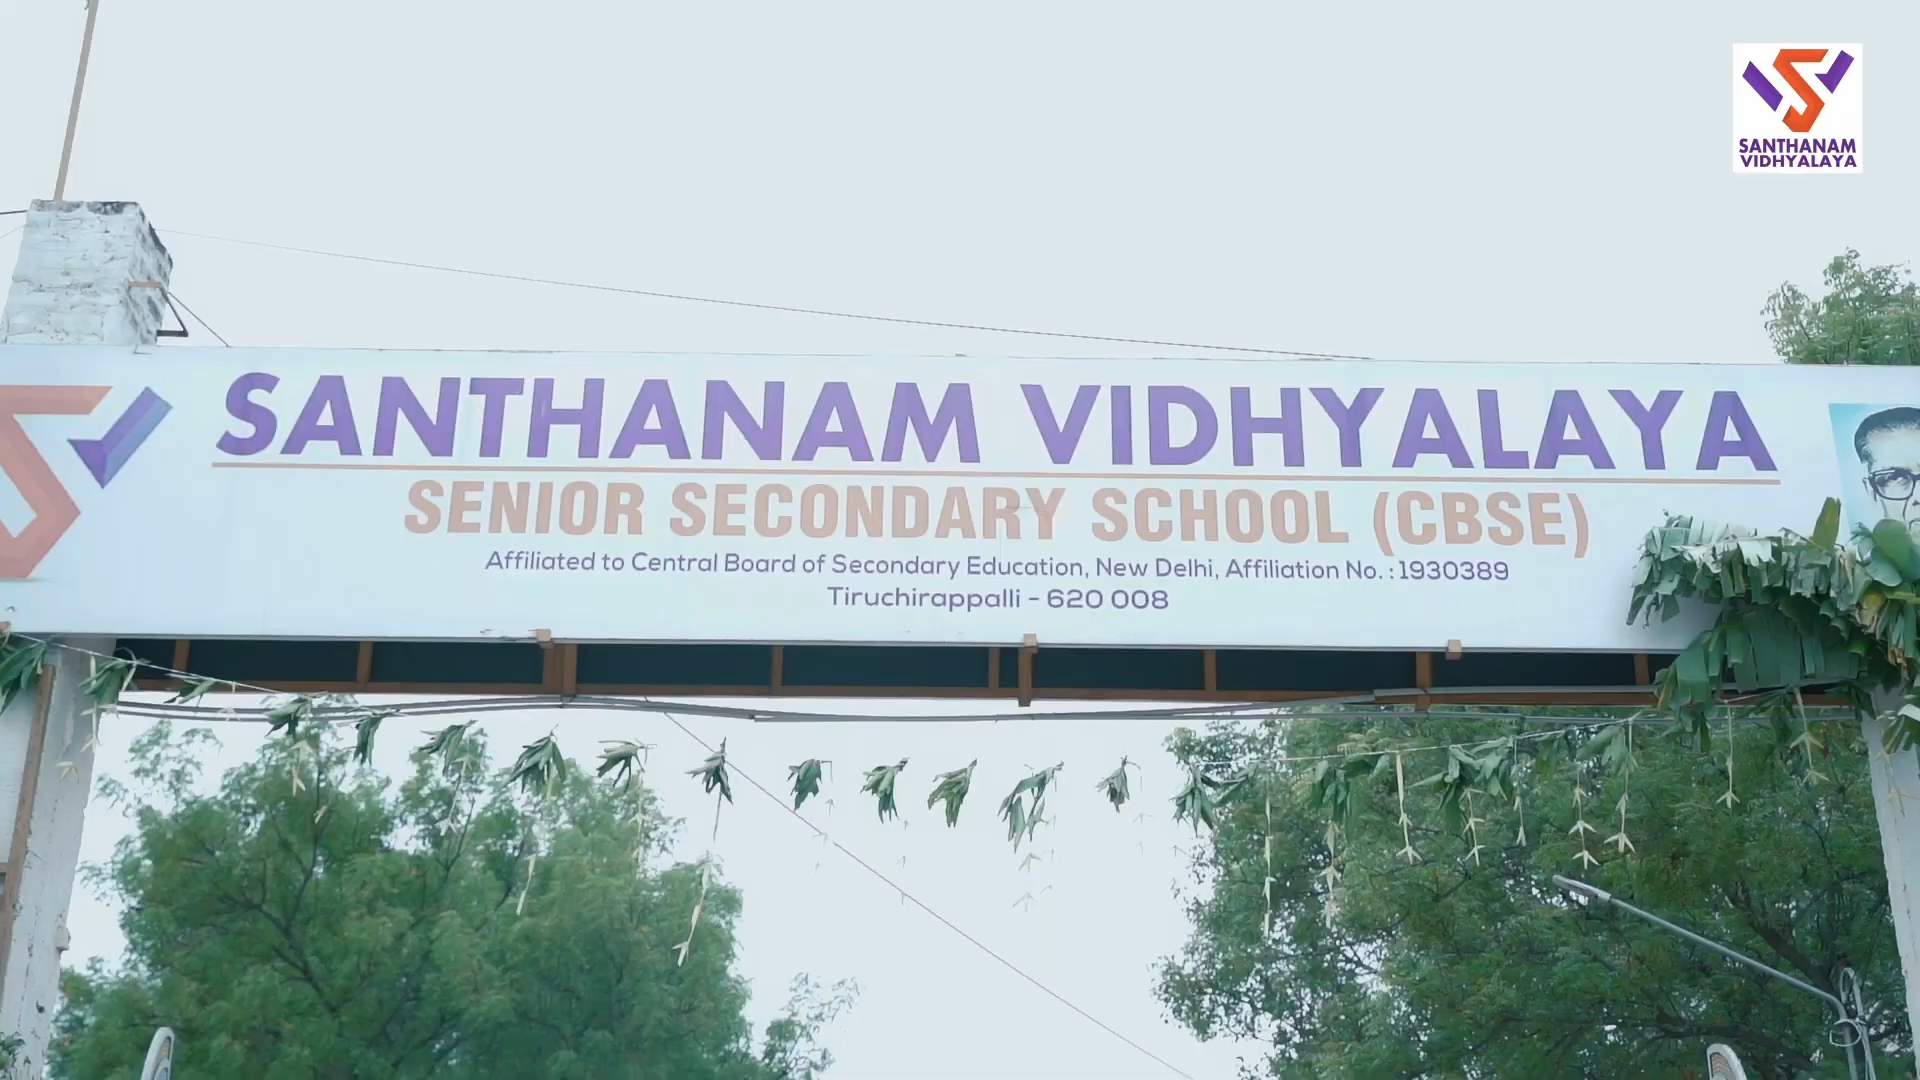 SANTHANAM
VIDHYALAYA
SANTHANAM VIDHYALAYA
SENIOR SECONDARY SCHOOL (CBSE)
Affiliated to Central Board of Secondary Education, New Delhi, Affiliation No. : 1930389
Tiruchirappalli - 620 008